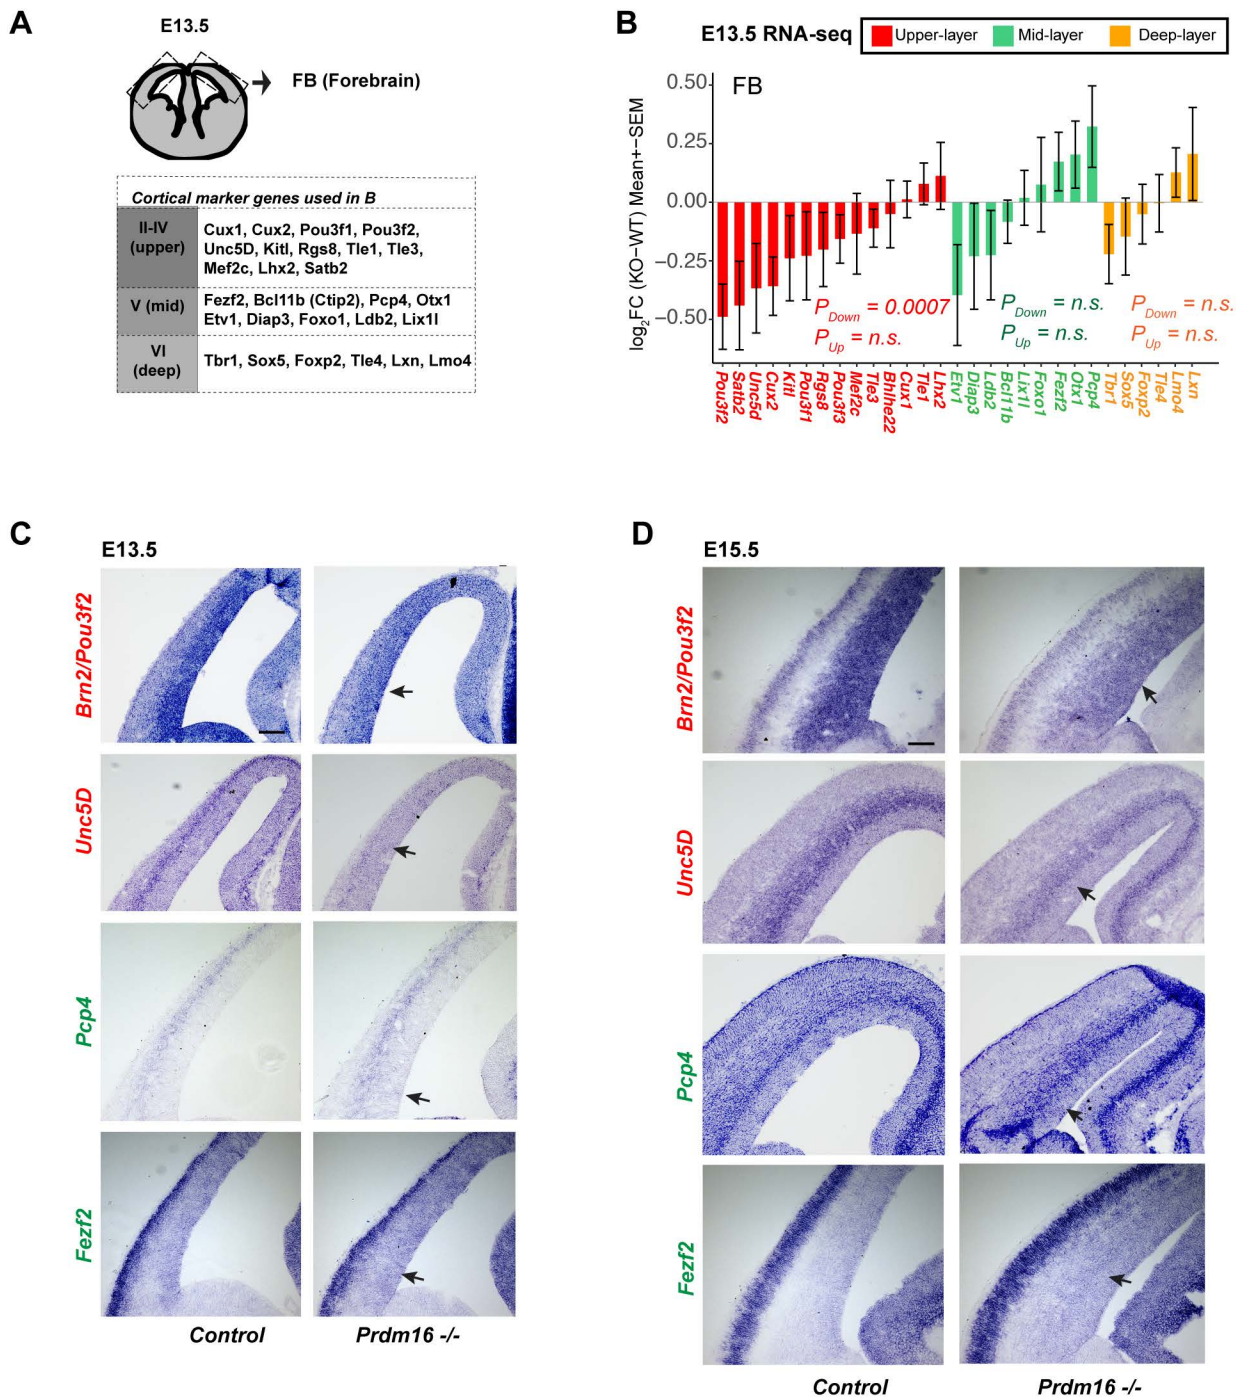 A
E13.5
FB (Forebrain)
Cortical marker genes used in B
II-IV
(upper)
Cux1, Cux2, Pou3f1, Pou3f2,
Unc5D, Kitl, Rgs8, Tle1, Tle3,
Mef2c, Lhx2, Satb2
V (mid)
Fezf2, Bcl11b (Ctip2), Pcp4, Otx1
Etv1, Diap3, Foxo1, Ldb2, Lix1l
VI
(deep)
Tbr1, Sox5, Foxp2, Tle4, Lxn, Lmo4
B
E13.5 RNA-seq
Upper-layer
Mid-layer
Deep-layer
FB
log2FC (KO−WT) Mean+−SEM
0.50
0.25
0.00
−0.25
−0.50
PDown = 0.0007
PUp = n.s.
PDown = n.s.
PUp = n.s.
PDown = n.s.
PUp = n.s.
Pou3f2
Satb2
Unc5d
Cux2
Kitl
Pou3f1
Rgs8
Pou3f3
Mef2c
Tle3
Bhlhe22
Cux1
Tle1
Lhx2
Etv1
Diap3
Ldb2
Bcl11b
Lix1l
Foxo1
Fezf2
Otx1
Pcp4
Tbr1
Sox5
Foxp2
Tle4
Lmo4
Lxn
C
E13.5
Brn2/Pou3f2
Unc5D
Pcp4
Fezf2
Control
Prdm16 -/-
D
E15.5
Brn2/Pou3f2
Unc5D
Pcp4
Fezf2
Control
Prdm16 -/-